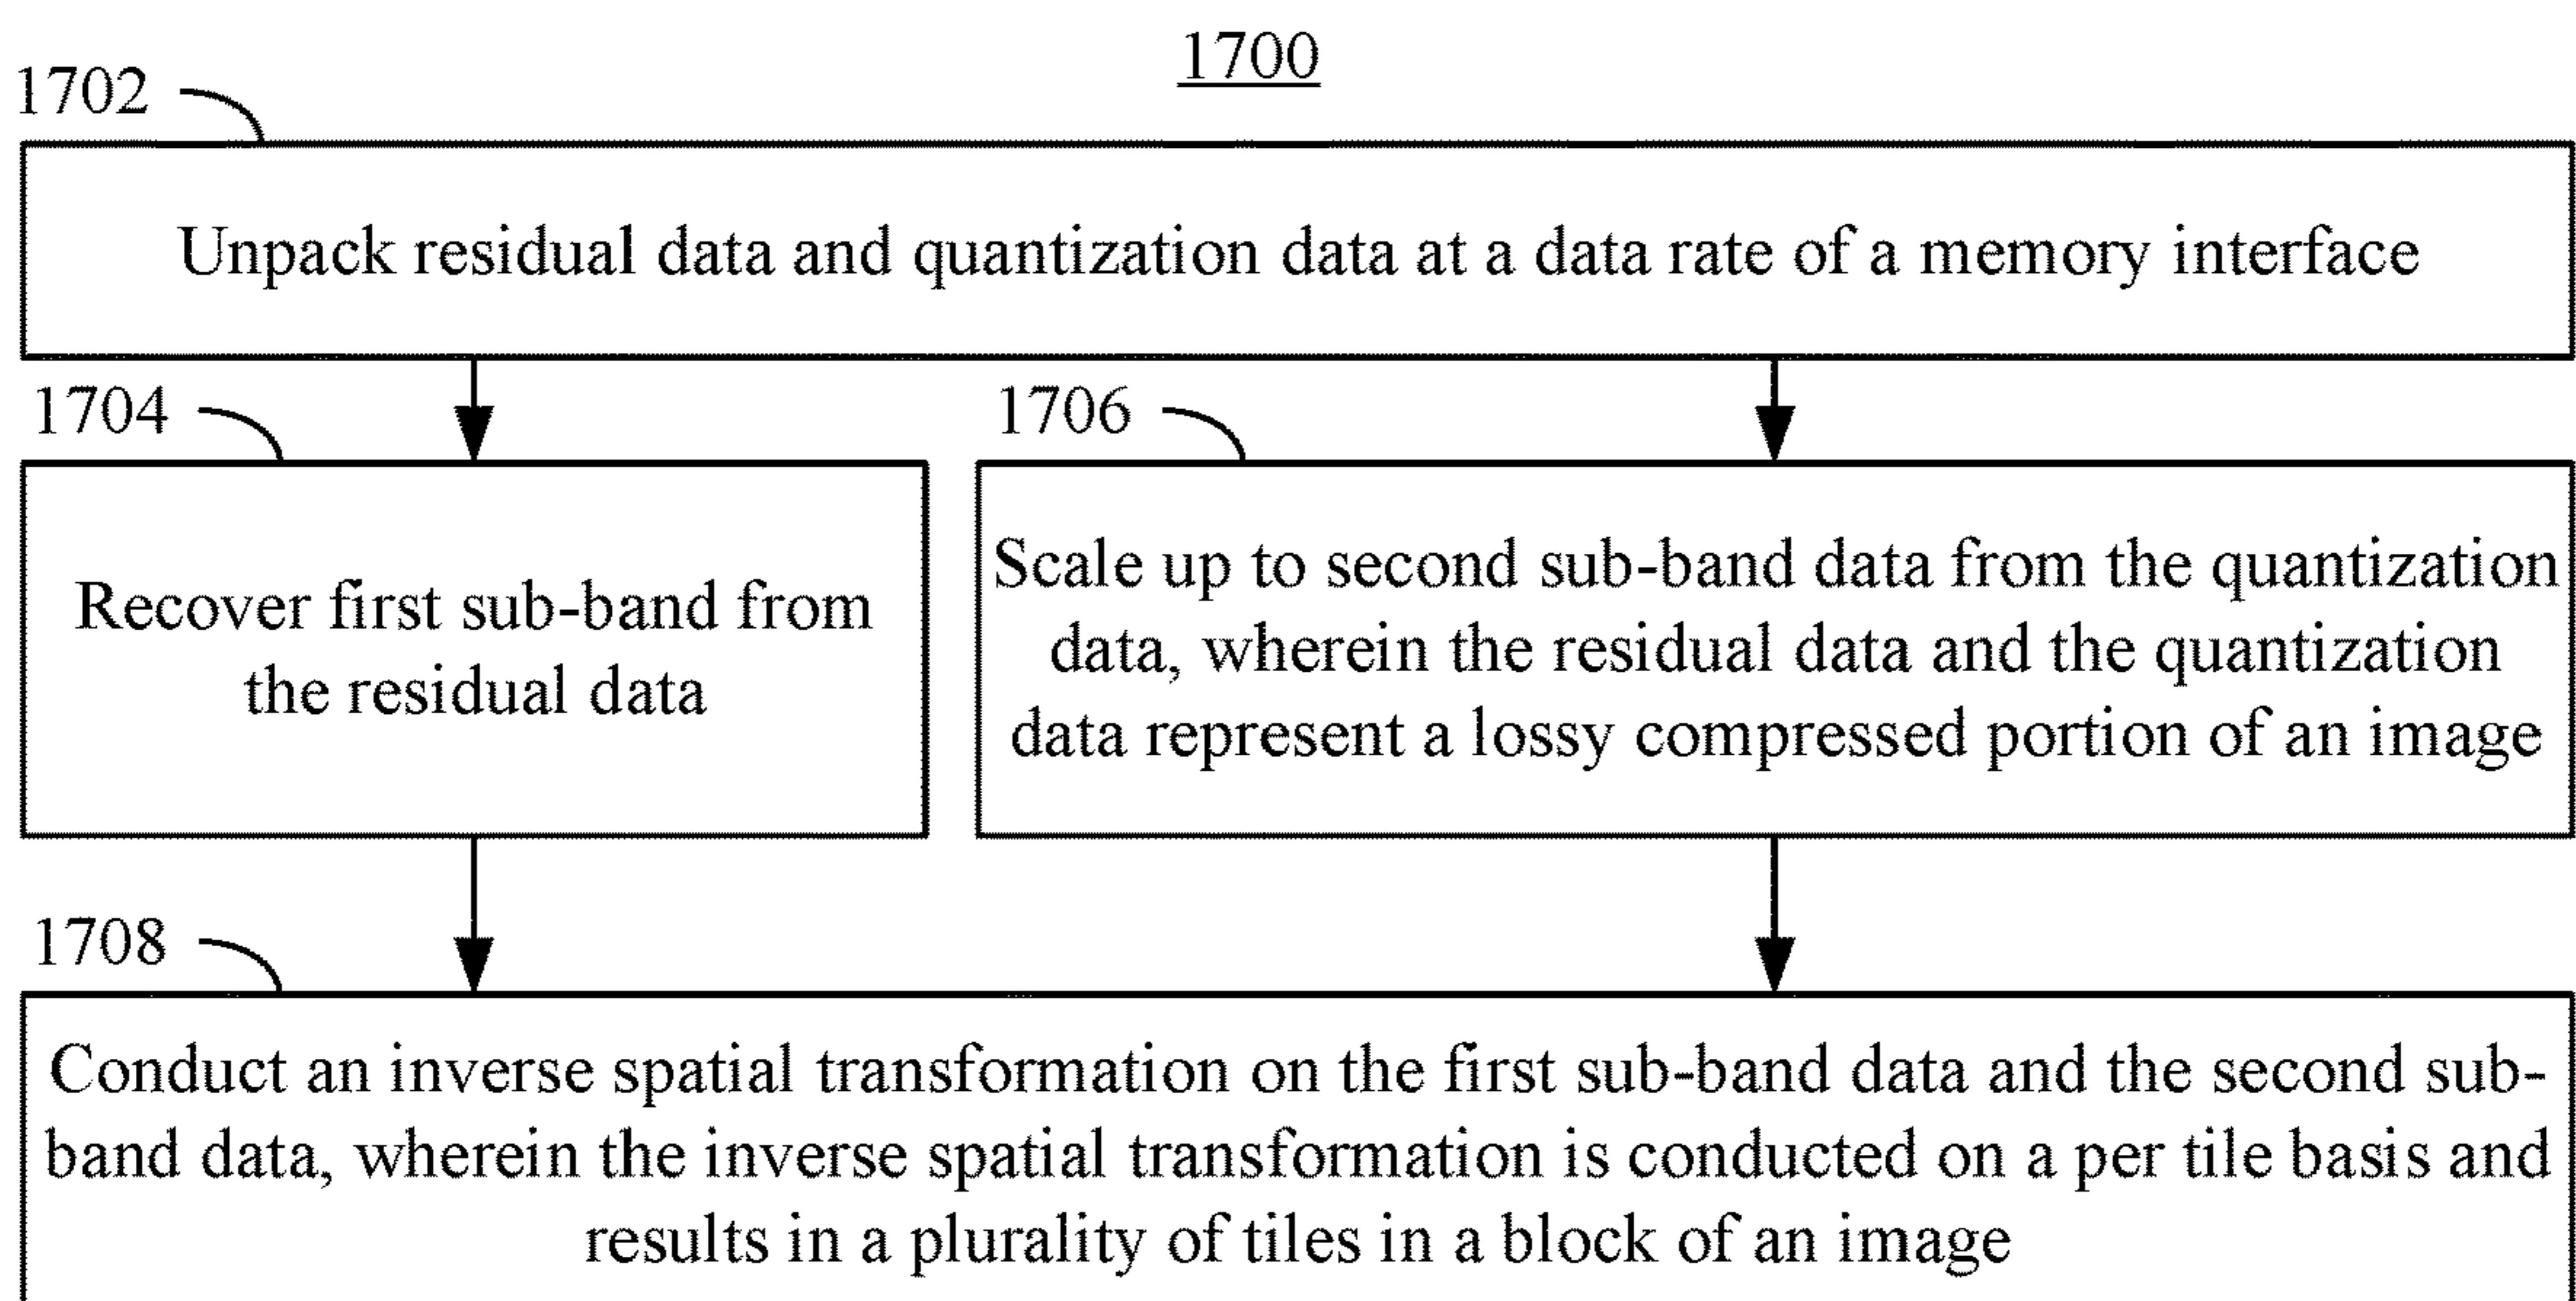 1700
1702
Unpack residual data and quantization data at a data rate of a memory interface
1704
1706
Recover first sub-band from
the residual data
Scale up to second sub-band data from the quantization
data, wherein the residual data and the quantization
data represent a lossy compressed portion of an image
1708
Conduct an inverse spatial transformation on the first sub-band data and the second sub-
band data, wherein the inverse spatial transformation is conducted on a per tile basis and
results in a plurality of tiles in a block of an image